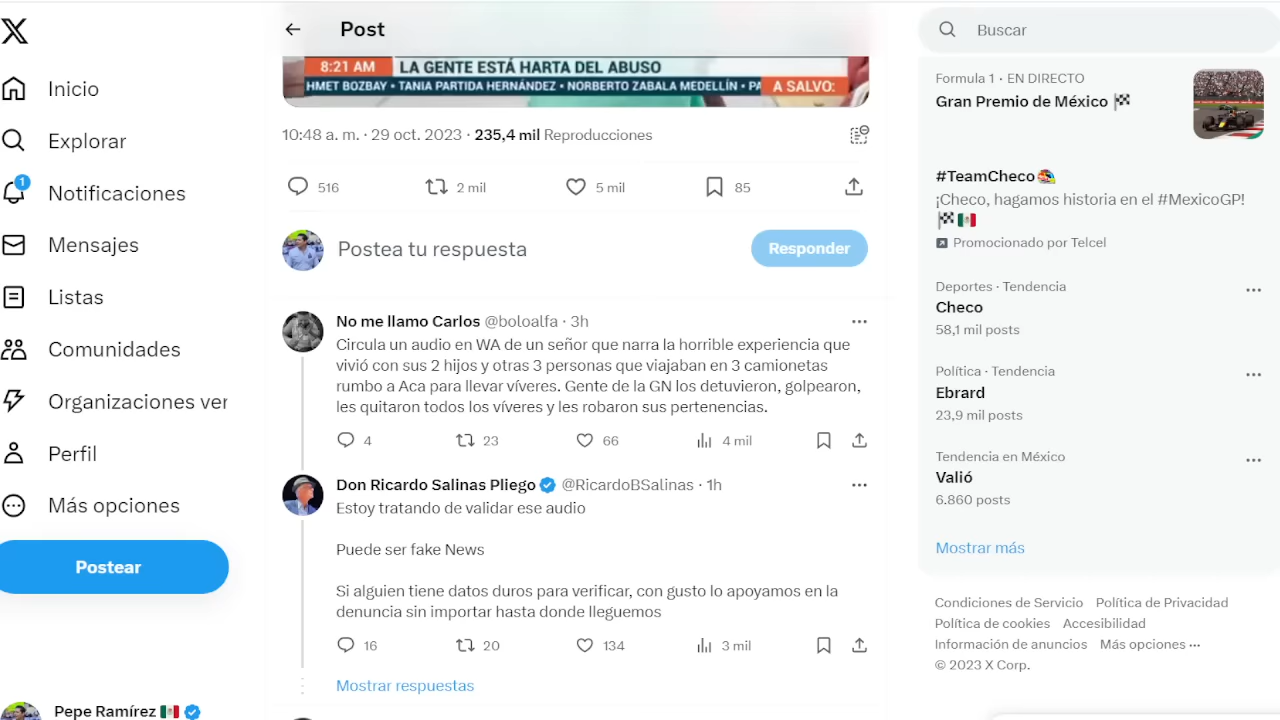 Inicio
Explorar
1
Notificaciones
Mensajes
Listas
Comunidades
Organizaciones ver
Perfil
Más opciones
Postear
Pepe Ramírez
Post
8:21 AM LA GENTE ESTÁ HARTA DEL ABUSO
HMET BOZBAY • TANIA PARTIDA HERNÁNDEZ • NORBERTO ZABALA MEDELLÍN • PA A SALVO:
10:48 a. m. · 29 oct. 2023 · 235,4 mil Reproducciones
516 2 mil 5 mil 85
Postea tu respuesta Responder
No me llamo Carlos @boloalfa · 3h
Circula un audio en WA de un señor que narra la horrible experiencia que
vivió con sus 2 hijos y otras 3 personas que viajaban en 3 camionetas
rumbo a Aca para llevar víveres. Gente de la GN los detuvieron, golpearon,
les quitaron todos los víveres y les robaron sus pertenencias.
4 23 66 4 mil
Don Ricardo Salinas Pliego @RicardoBSalinas · 1h
Estoy tratando de validar ese audio
Puede ser fake News
Si alguien tiene datos duros para verificar, con gusto lo apoyamos en la
denuncia sin importar hasta donde lleguemos
16 20 134 3 mil
Mostrar respuestas
Buscar
Formula 1 · EN DIRECTO
Gran Premio de México
#TeamCheco
¡Checo, hagamos historia en el #MexicoGP!
Promocionado por Telcel
Deportes · Tendencia
Checo
58,1 mil posts
Política · Tendencia
Ebrard
23,9 mil posts
Tendencia en México
Valió
6.860 posts
Mostrar más
Condiciones de Servicio Política de Privacidad
Política de cookies Accesibilidad
Información de anuncios Más opciones ···
© 2023 X Corp.